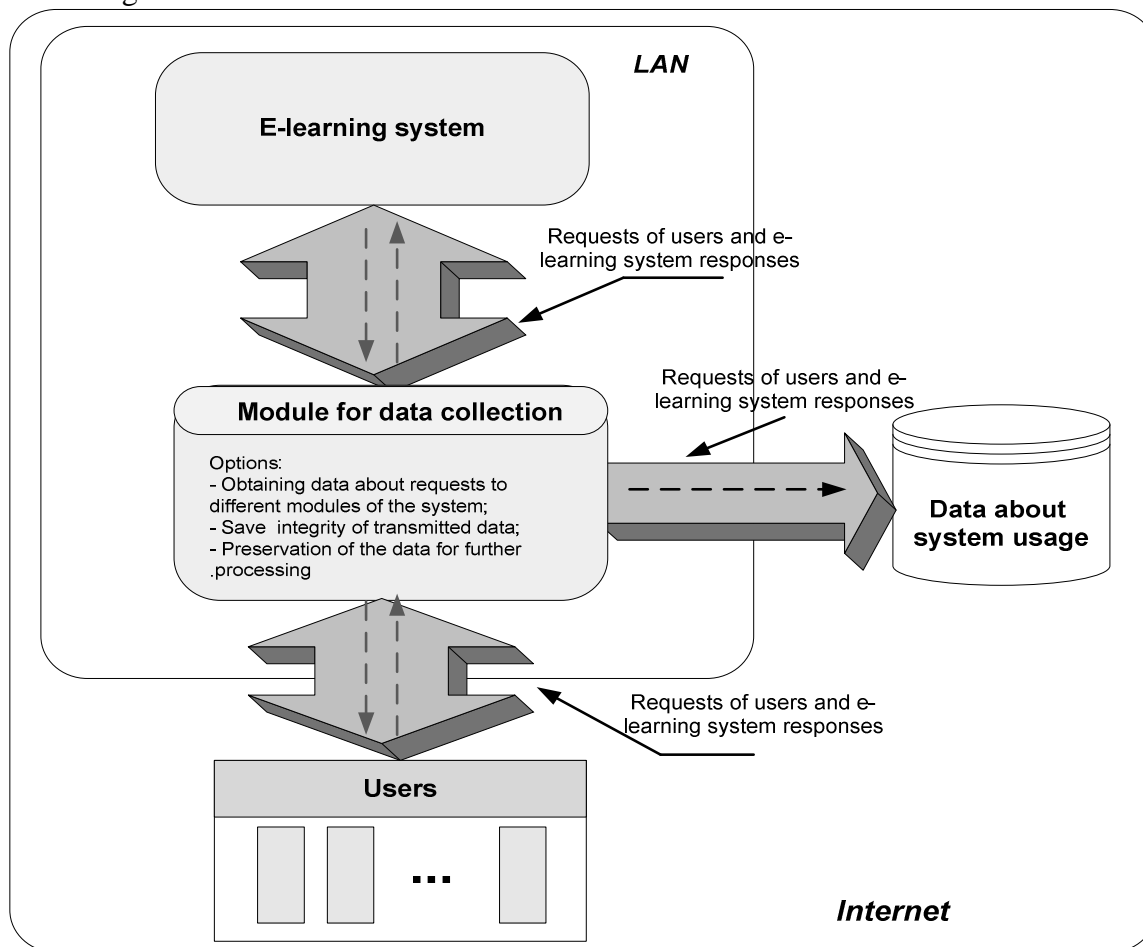 LAN
E-learning system
Requests of users and e-
learning system responses
Requests of users and e-
learning system responses
Module for data collection
Options:
- Obtaining data about requests to
different modules of the system;
- Save  integrity of transmitted data;
- Preservation of the data for further
.processing
Data about
system usage
Requests of users and e-
learning system responses
Users
...
Internet